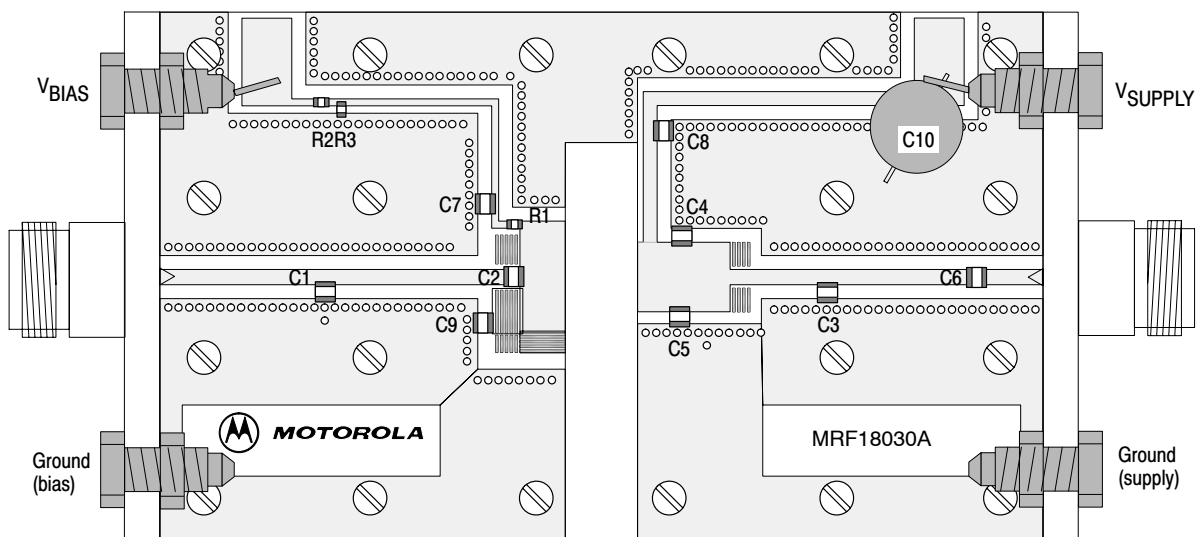 VBIAS
VSUPPLY
C10
R2R3
C8
C7
R1
C4
C1
C2
C6
C9
C3
C5
MOTOROLA
MRF18030A
Ground
(bias)
Ground
(supply)